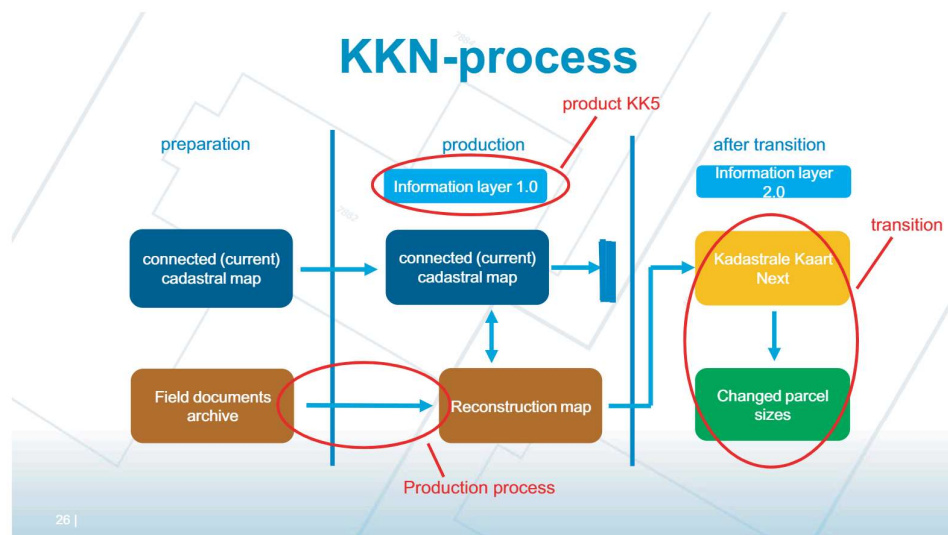 KKN-process
product KK5
preparation
production
after transition
Information layer 1.0
Information layer
2.0
transition
connected (current)
cadastral map
connected (current)
cadastral map
Kadastrale Kaart
Next
Field documents
archive
Reconstruction map
Changed parcel
sizes
Production process
26 |